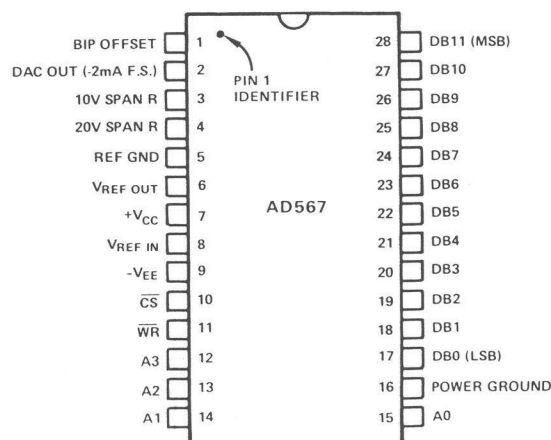 BIP OFFSET 1
DAC OUT (-2mA F.S.) 2
10V SPAN R 3
20V SPAN R 4
REF GND 5
VREF OUT 6
+VCC 7
VREF IN 8
-VEE 9
C̅S̅ 10
W̅R̅ 11
A3 12
A2 13
A1 14
PIN 1
IDENTIFIER
AD567
28 DB11 (MSB)
27 DB10
26 DB9
25 DB8
24 DB7
23 DB6
22 DB5
21 DB4
20 DB3
19 DB2
18 DB1
17 DB0 (LSB)
16 POWER GROUND
15 A0